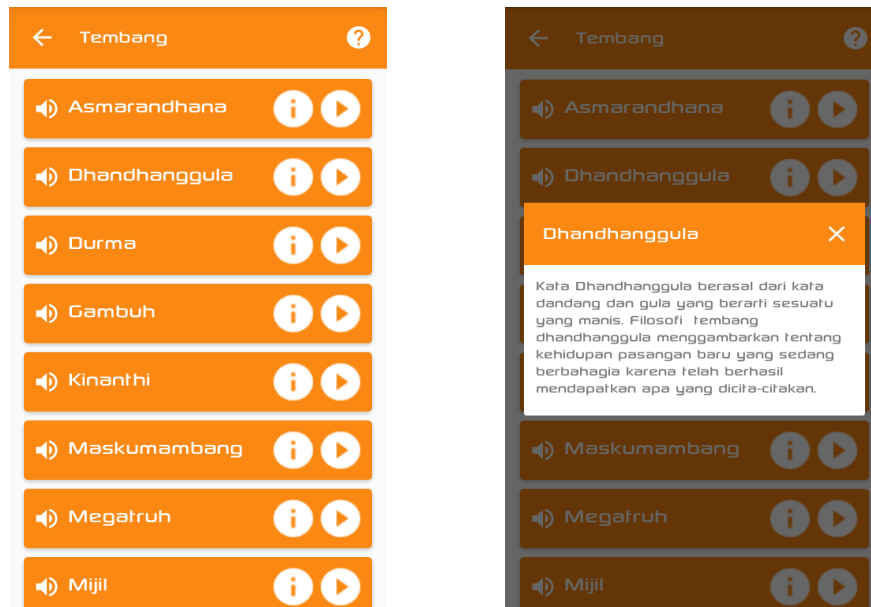 Tembang
Asmarandhana
Dhandhanggula
Durma
Gambuh
Kinanthi
Maskumambang
Megatruh
Mijil
Tembang
Asmarandhana
Dhandhanggula
Dhandhanggula
Kata Dhandhanggula berasal dari kata
dandang dan gula yang berarti sesuatu
yang manis. Filosofi tembang
dhandhanggula menggambarkan tentang
kehidupan pasangan baru yang sedang
berbahagia karena telah berhasil
mendapatkan apa yang dicita-citakan.
Maskumambang
Megatruh
Mijil